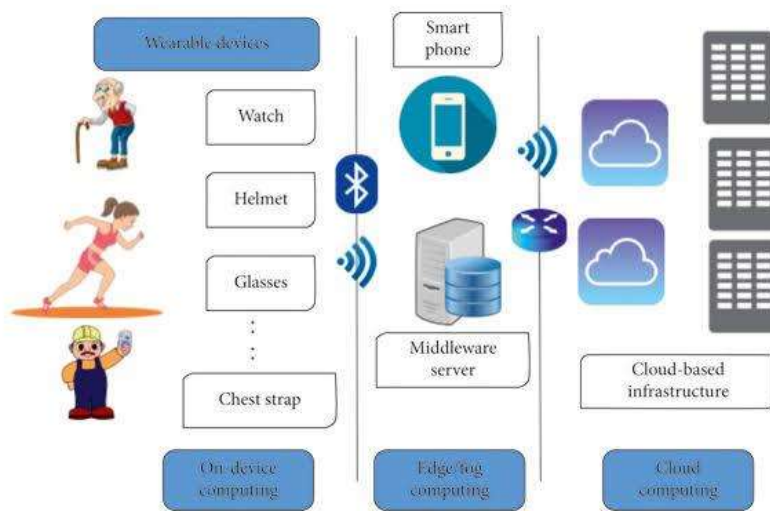 Wearable devices
Smart
phone
Watch
Helmet
Glasses
Chest strap
Middleware
server
Cloud-based
infrastructure
On-device
computing
Edge/fog
computing
Cloud
computing